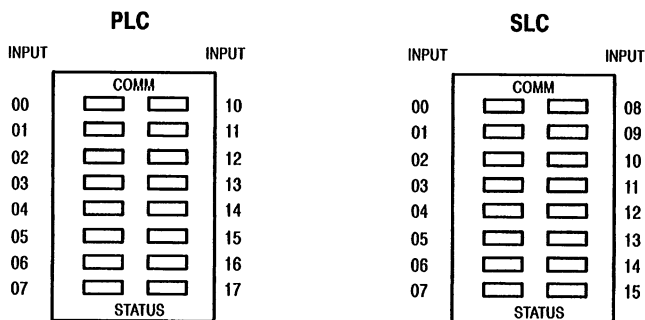 PLC
INPUT INPUT
COMM
00 10
01 11
02 12
03 13
04 14
05 15
06 16
07 17
STATUS
SLC
INPUT INPUT
COMM
00 08
01 09
02 10
03 11
04 12
05 13
06 14
07 15
STATUS